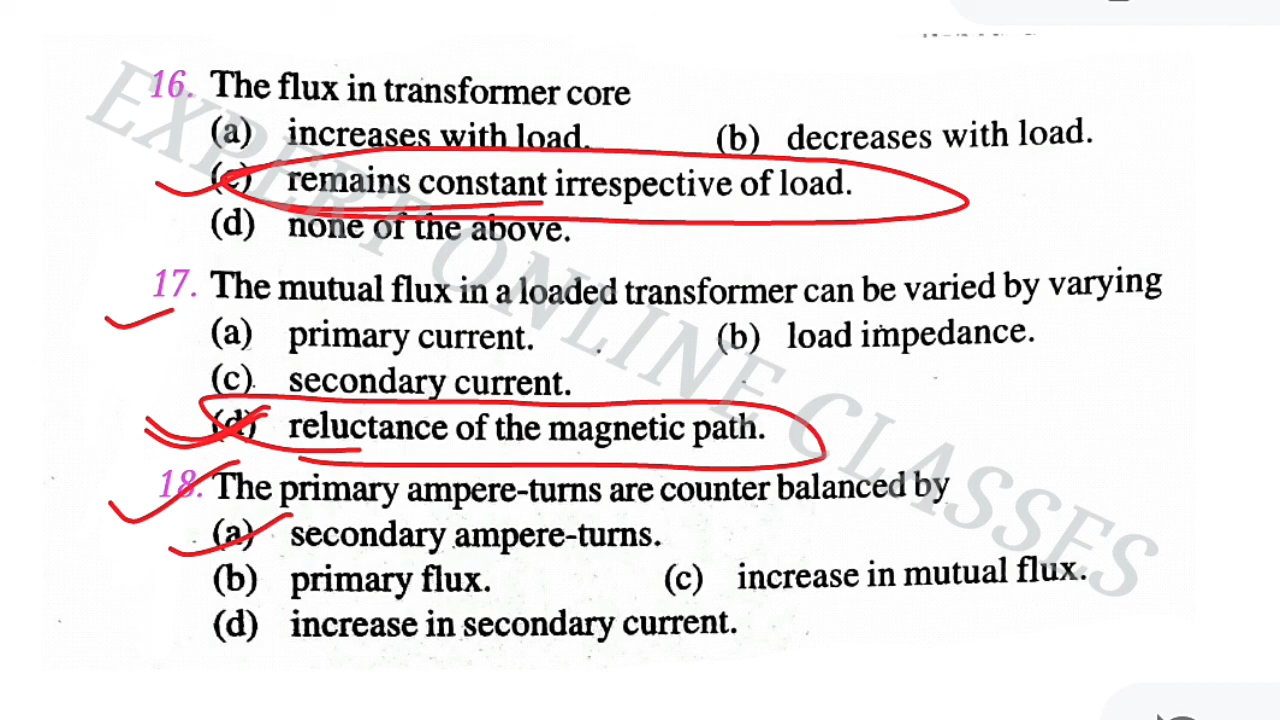 16. The flux in transformer core
(a) increases with load. (b) decreases with load.
(c) remains constant irrespective of load.
(d) none of the above.
17. The mutual flux in a loaded transformer can be varied by varying
(a) primary current. (b) load impedance.
(c) secondary current.
(d) reluctance of the magnetic path.
18. The primary ampere-turns are counter balanced by
(a) secondary ampere-turns.
(b) primary flux. (c) increase in mutual flux.
(d) increase in secondary current.
EXPERT ONLINE CLASSES